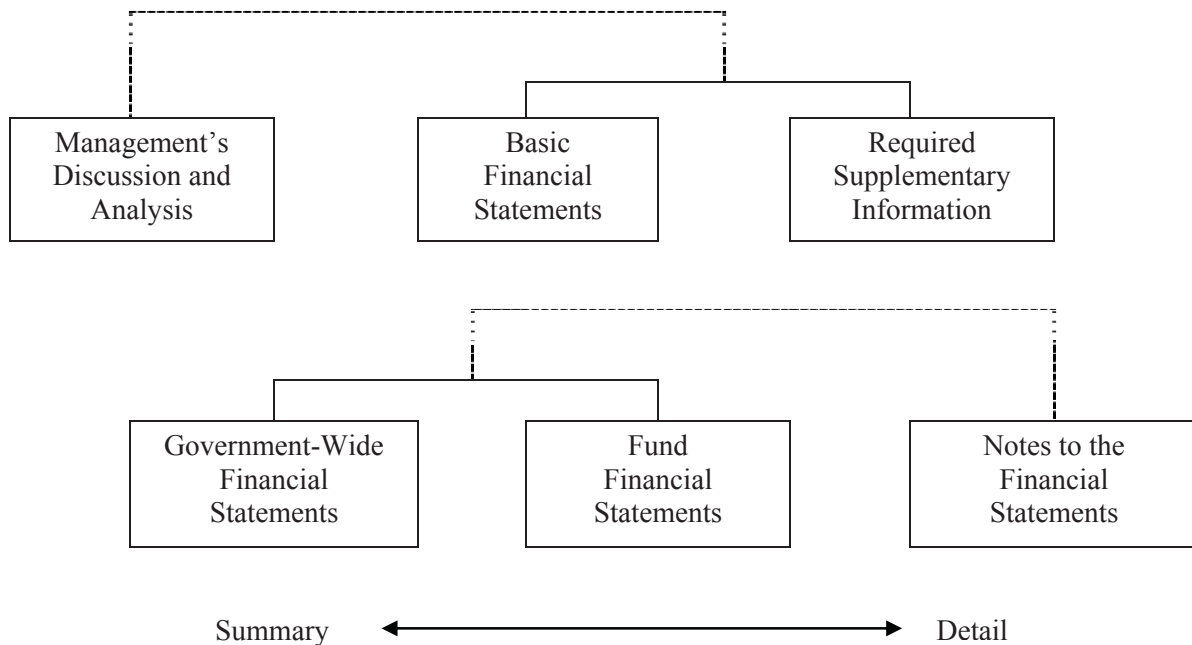 Management’s
Discussion and
Analysis
Basic
Financial
Statements
Required
Supplementary
Information
Government-Wide
Financial
Statements
Fund
Financial
Statements
Notes to the
Financial
Statements
Summary
Detail